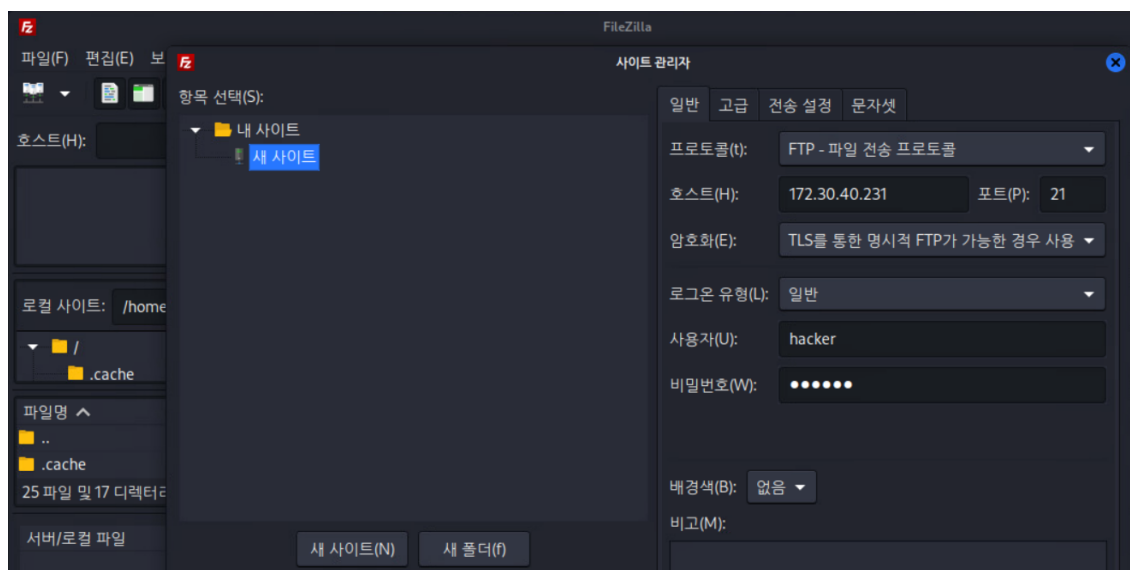 FileZilla
파일(F) 편집(E) 보
사이트 관리자
항목 선택(S):
내 사이트
새 사이트
호스트(H):
로컬 사이트: /home
/
.cache
파일명
..
.cache
25 파일 및 17 디렉터리
서버/로컬 파일
새 사이트(N) 새 폴더(f)
일반 고급 전송 설정 문자셋
프로토콜(t): FTP - 파일 전송 프로토콜
호스트(H): 172.30.40.231 포트(P): 21
암호화(E): TLS를 통한 명시적 FTP가 가능한 경우 사용
로그온 유형(L): 일반
사용자(U): hacker
비밀번호(W): ●●●●●●
배경색(B): 없음
비고(M):